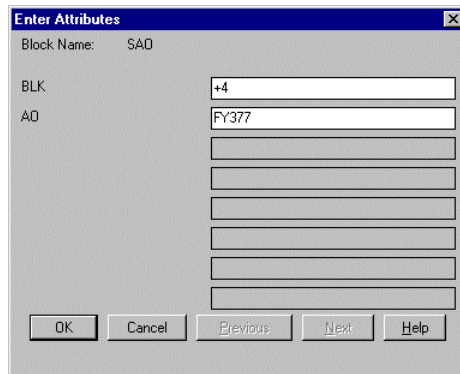 Enter Attributes
Block Name: SAO
BLK +4
AO FY377
OK Cancel Previous Next Help